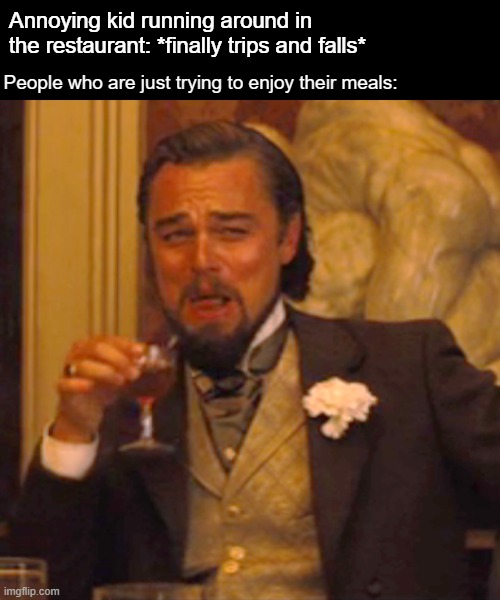 Annoying kid running around in
the restaurant: *finally trips and falls*
People who are just trying to enjoy their meals:
imgflip.com